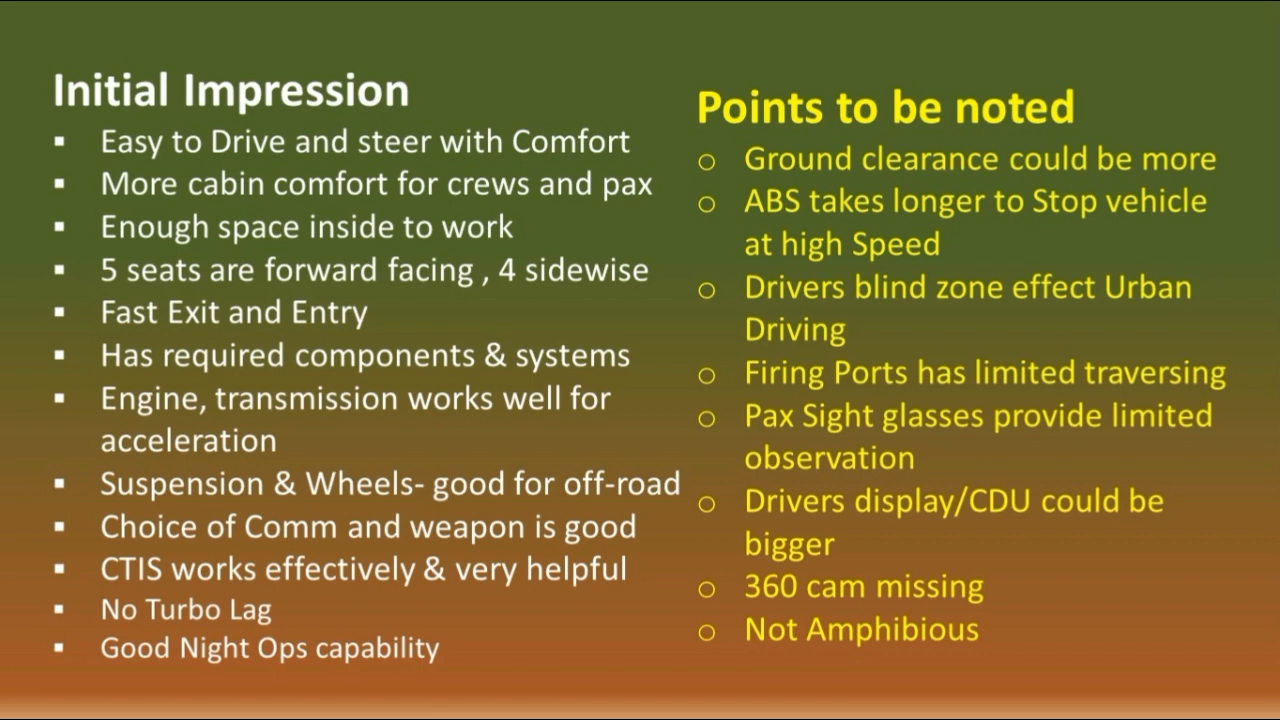 Initial Impression
▪ Easy to Drive and steer with Comfort
▪ More cabin comfort for crews and pax
▪ Enough space inside to work
▪ 5 seats are forward facing , 4 sidewise
▪ Fast Exit and Entry
▪ Has required components & systems
▪ Engine, transmission works well for
acceleration
▪ Suspension & Wheels- good for off-road
▪ Choice of Comm and weapon is good
▪ CTIS works effectively & very helpful
▪ No Turbo Lag
▪ Good Night Ops capability
Points to be noted
o Ground clearance could be more
o ABS takes longer to Stop vehicle
at high Speed
o Drivers blind zone effect Urban
Driving
o Firing Ports has limited traversing
o Pax Sight glasses provide limited
observation
o Drivers display/CDU could be
bigger
o 360 cam missing
o Not Amphibious